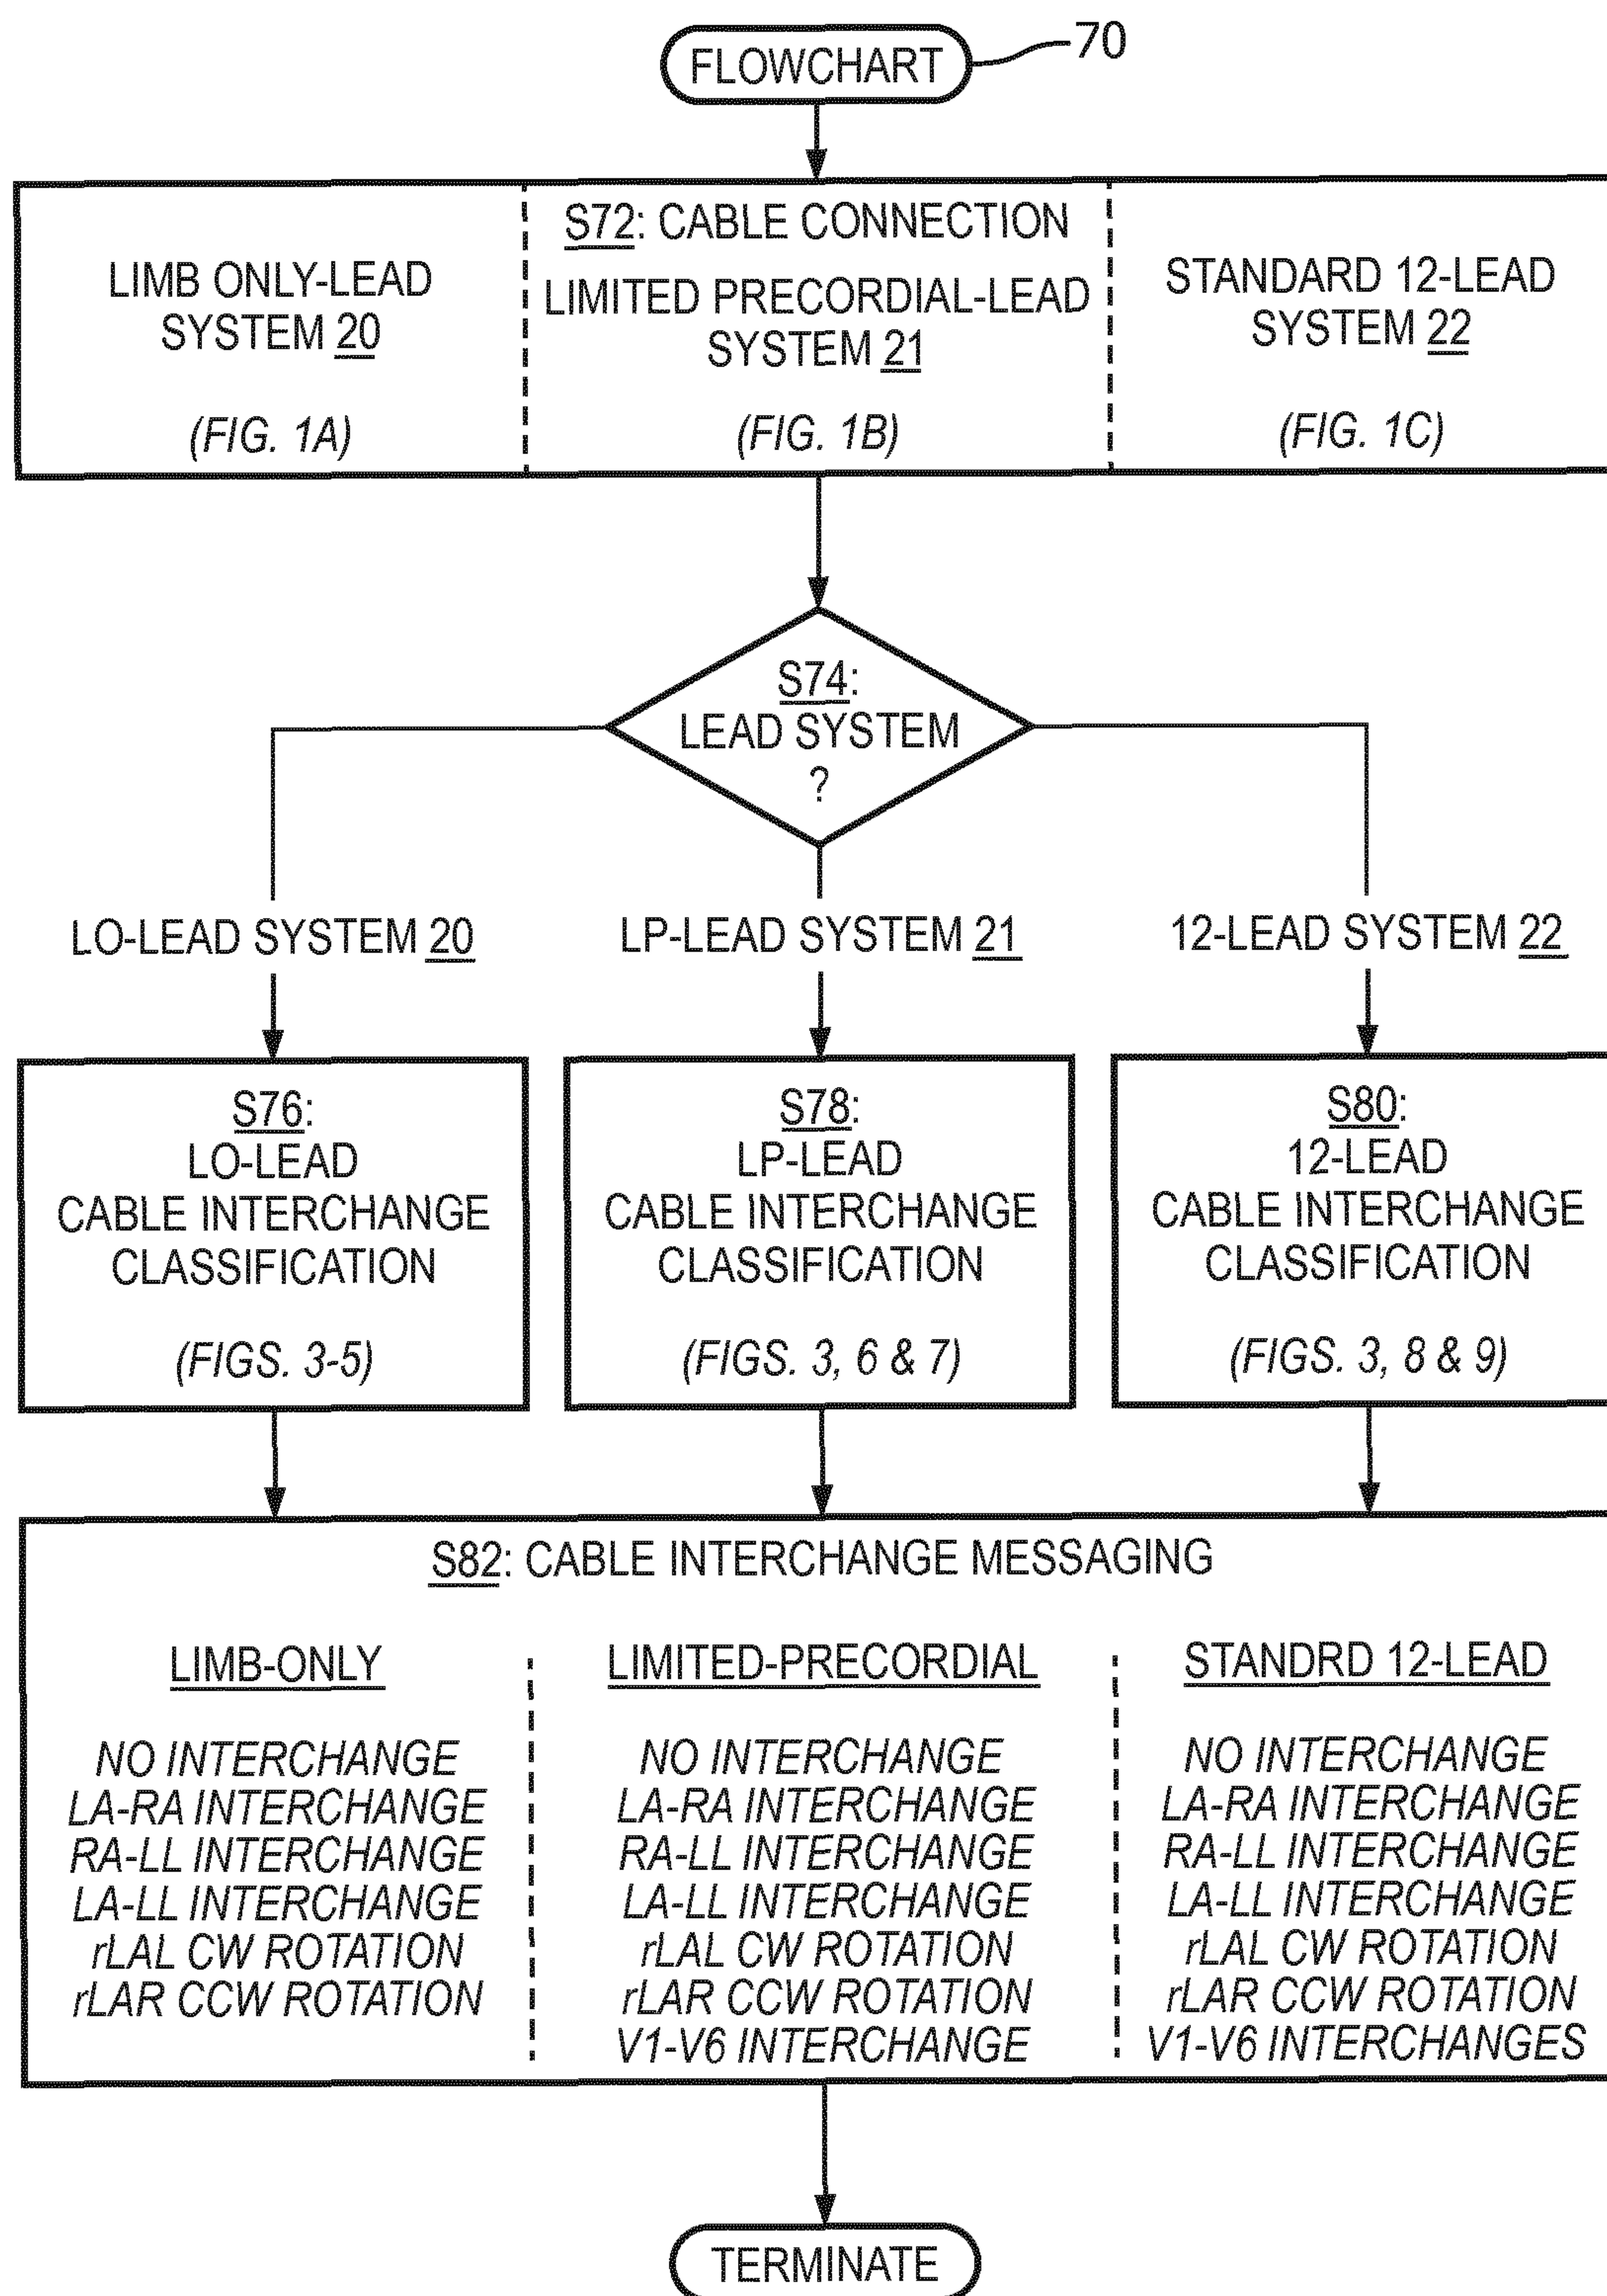 FLOWCHART
70
S72: CABLE CONNECTION
LIMB ONLY-LEAD
SYSTEM 20
(FIG. 1A)
LIMITED PRECORDIAL-LEAD
SYSTEM 21
(FIG. 1B)
STANDARD 12-LEAD
SYSTEM 22
(FIG. 1C)
S74:
LEAD SYSTEM
?
LO-LEAD SYSTEM 20
LP-LEAD SYSTEM 21
12-LEAD SYSTEM 22
S76:
LO-LEAD
CABLE INTERCHANGE
CLASSIFICATION
(FIGS. 3-5)
S78:
LP-LEAD
CABLE INTERCHANGE
CLASSIFICATION
(FIGS. 3, 6 & 7)
S80:
12-LEAD
CABLE INTERCHANGE
CLASSIFICATION
(FIGS. 3, 8 & 9)
S82: CABLE INTERCHANGE MESSAGING
LIMB-ONLY
NO INTERCHANGE
LA-RA INTERCHANGE
RA-LL INTERCHANGE
LA-LL INTERCHANGE
rLAL CW ROTATION
rLAR CCW ROTATION
LIMITED-PRECORDIAL
NO INTERCHANGE
LA-RA INTERCHANGE
RA-LL INTERCHANGE
LA-LL INTERCHANGE
rLAL CW ROTATION
rLAR CCW ROTATION
V1-V6 INTERCHANGE
STANDRD 12-LEAD
NO INTERCHANGE
LA-RA INTERCHANGE
RA-LL INTERCHANGE
LA-LL INTERCHANGE
rLAL CW ROTATION
rLAR CCW ROTATION
V1-V6 INTERCHANGES
TERMINATE